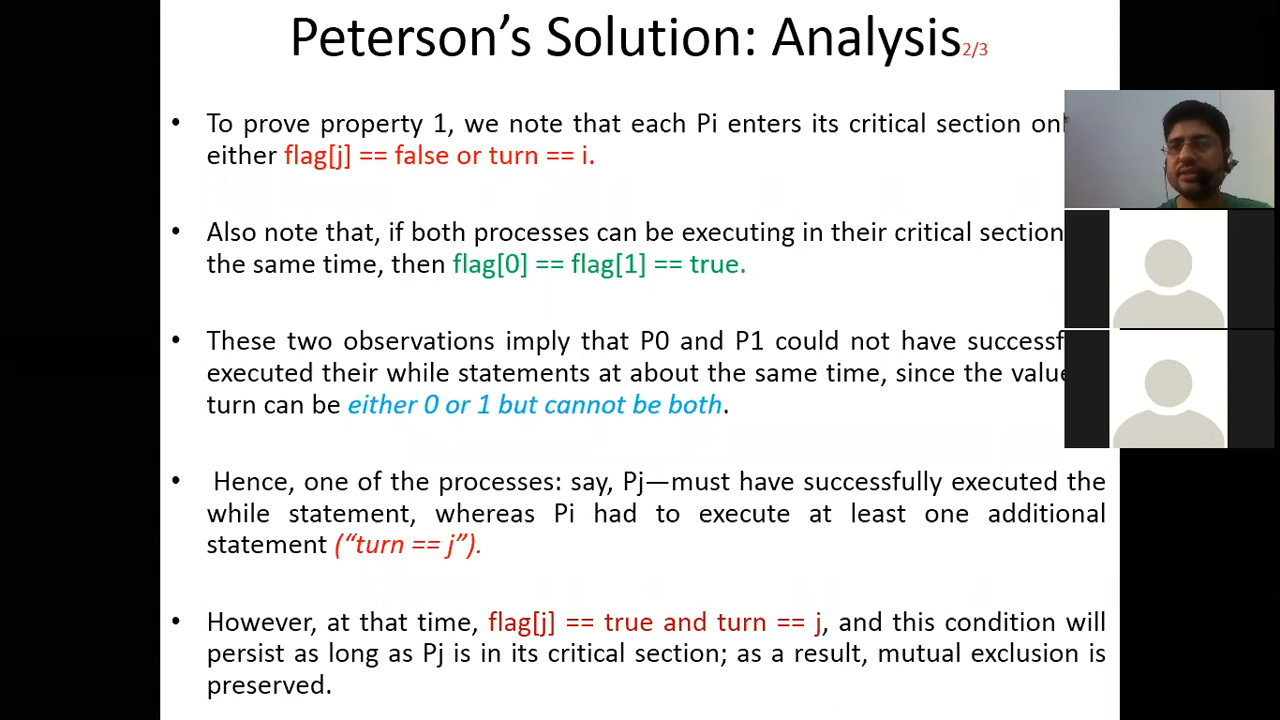 Peterson’s Solution: Analysis2/3
• To prove property 1, we note that each Pi enters its critical section
either flag[j] == false or turn == i.
• Also note that, if both processes can be executing in their critical section
the same time, then flag[0] == flag[1] == true.
• These two observations imply that P0 and P1 could not have
executed their while statements at about the same time, since the
turn can be either 0 or 1 but cannot be both.
• Hence, one of the processes: say, Pj—must have successfully executed the
while statement, whereas Pi had to execute at least one additional
statement (“turn == j”).
• However, at that time, flag[j] == true and turn == j, and this condition will
persist as long as Pj is in its critical section; as a result, mutual exclusion is
preserved.